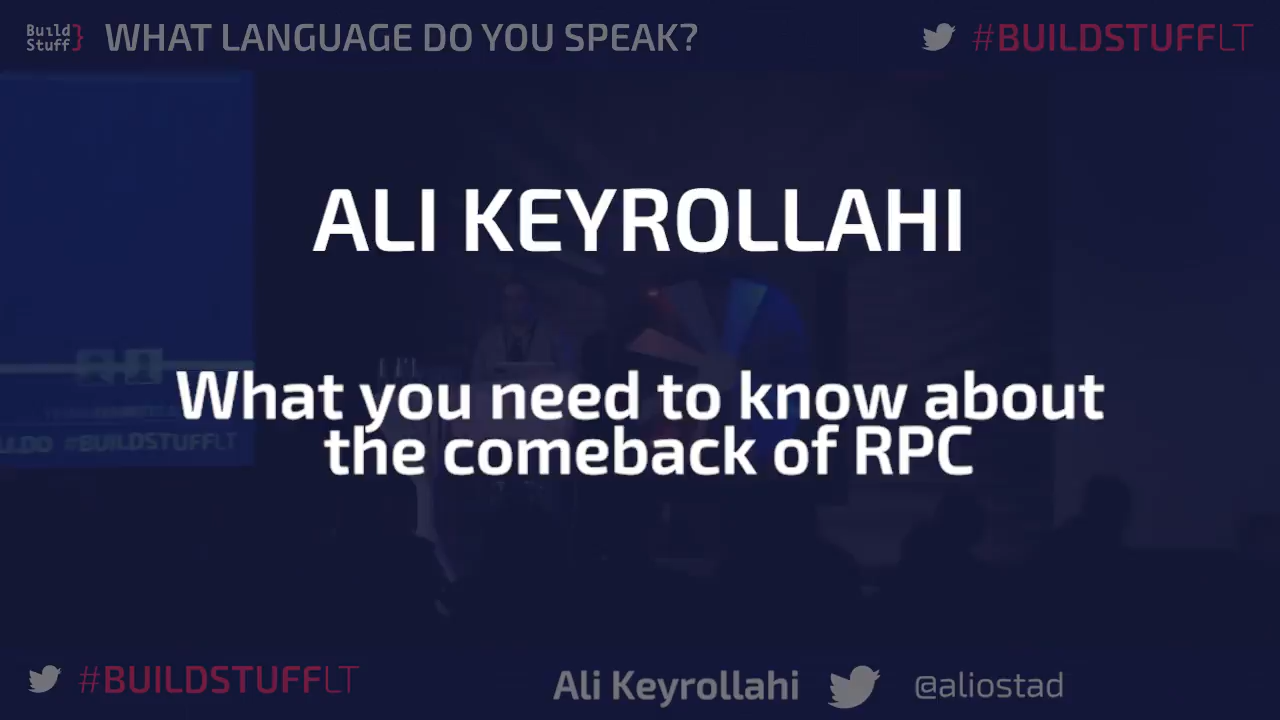 Build
Stuff}
WHAT LANGUAGE DO YOU SPEAK?
#BUILDSTUFFLT
ALI KEYROLLAHI
What you need to know about
the comeback of RPC
#BUILDSTUFFLT
#BUILDSTUFFLT
Ali Keyrollahi
@aliostad